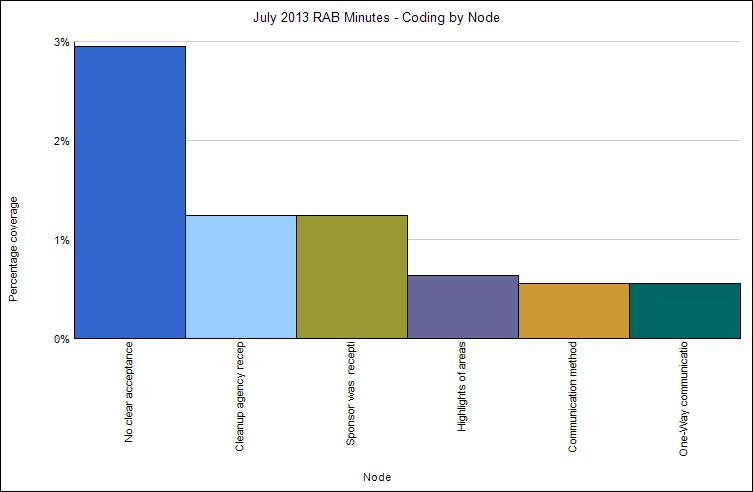 July 2013 RAB Minutes - Coding by Node
3%
2%
1%
0%
Percentage coverage
No clear acceptance
Cleanup agency recep
Sponsor was recepti
Highlights of areas
Communication method
One-Way communicatio
Node